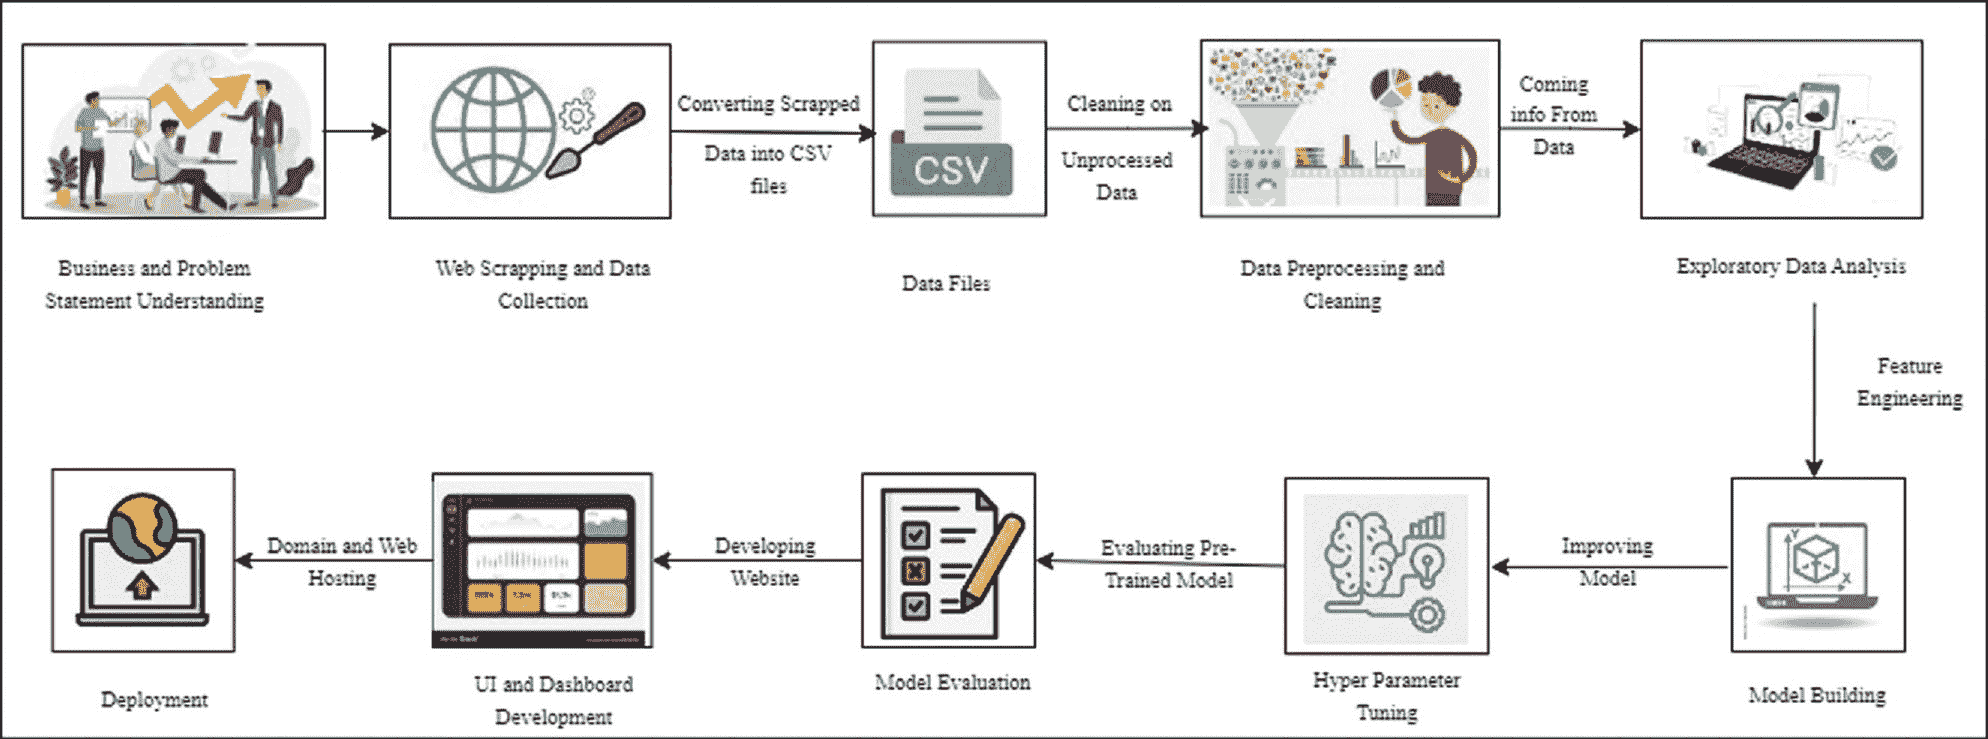 Converting Scrapped
Data into CSV
files
Cleaning on
Unprocessed
Data
Coming
info From
Data
CSV
Business and Problem
Statement Understanding
Web Scrapping and Data
Collection
Data Files
Data Preprocessing and
Cleaning
Exploratory Data Analysis
Feature
Engineering
Y
X
Improving
Model
Evaluating Pre-
Trained Model
Developing
Website
Domain and Web
Hosting
Model Building
Hyper Parameter
Tuning
Model Evaluation
UI and Dashboard
Development
Deployment